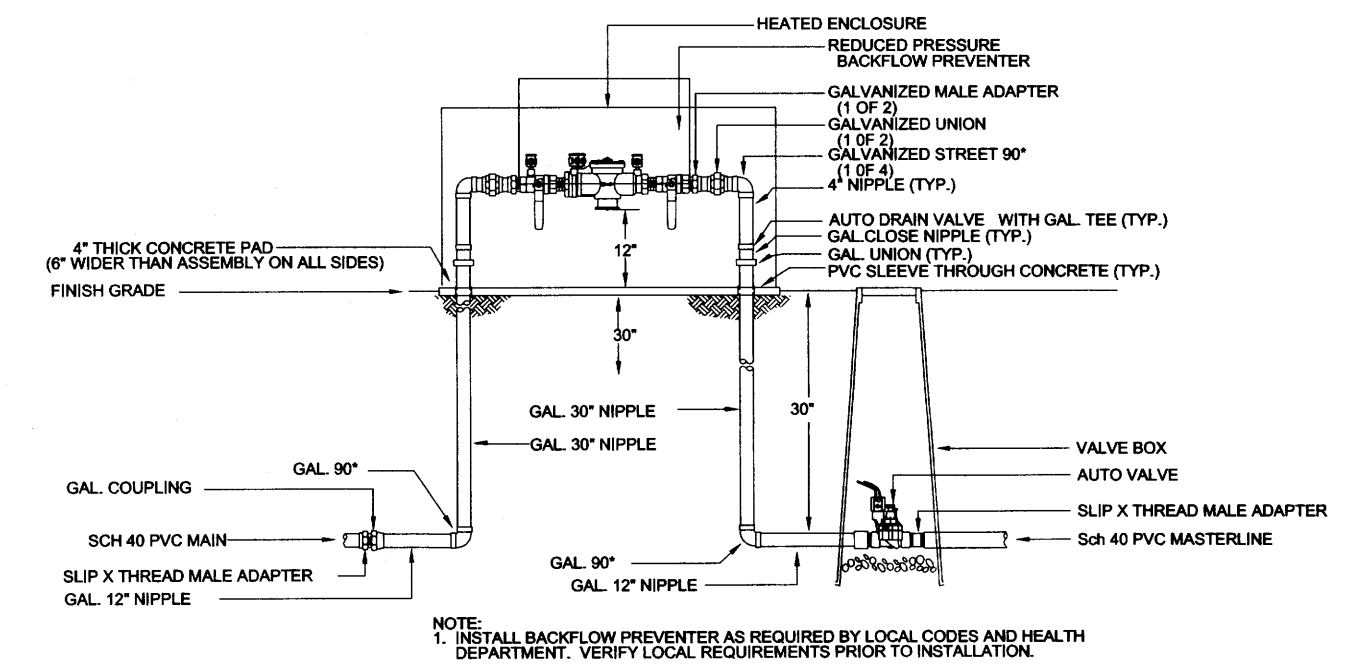 HEATED ENCLOSURE
REDUCED PRESSURE
BACKFLOW PREVENTER
GALVANIZED MALE ADAPTER
(1 OF 2)
GALVANIZED UNION
(1 0F 2)
GALVANIZED STREET 90*
(1 OF 4)
4" NIPPLE (TYP.)
AUTO DRAIN VALVE WITH GAL. TEE (TYP.)
GAL.CLOSE NIPPLE (TYP.)
GAL. UNION (TYP.)
PVC SLEEVE THROUGH CONCRETE (TYP.)
4" THICK CONCRETE PAD
(6" WIDER THAN ASSEMBLY ON ALL SIDES)
FINISH GRADE
12"
30"
30"
GAL. 30" NIPPLE
GAL. 30" NIPPLE
GAL. 90*
GAL. COUPLING
SCH 40 PVC MAIN
SLIP X THREAD MALE ADAPTER
GAL. 12" NIPPLE
VALVE BOX
AUTO VALVE
SLIP X THREAD MALE ADAPTER
Sch 40 PVC MASTERLINE
GAL. 90*
GAL. 12" NIPPLE
NOTE:
1. INSTALL BACKFLOW PREVENTER AS REQUIRED BY LOCAL CODES AND HEALTH
DEPARTMENT. VERIFY LOCAL REQUIREMENTS PRIOR TO INSTALLATION.